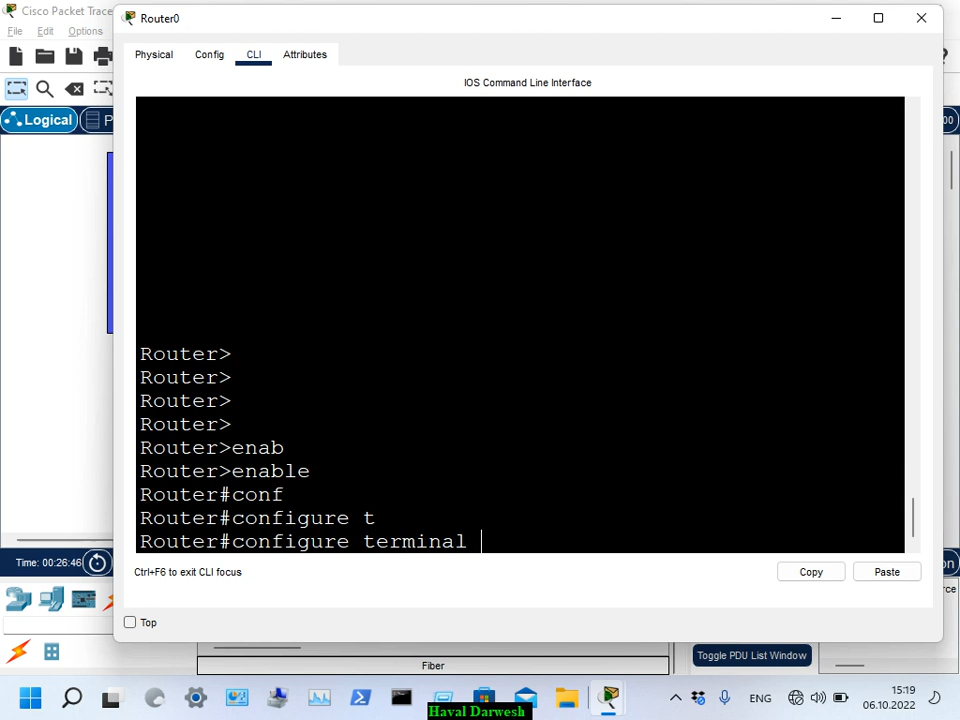 Cisco Packet Trace
Router0
File Edit Options
Physical Config CLI Attributes
IOS Command Line Interface
Logical
P
00
Router>
Router>
Router>
Router>
Router>enab
Router>enable
Router#conf
Router#configure t
Router#configure terminal
Time: 00:26:46
Ctrl+F6 to exit CLI focus
Copy
Paste
on
rce
Top
Toggle PDU List Window
Fiber
ENG
15:19
06.10.2022
Haval Darwesh